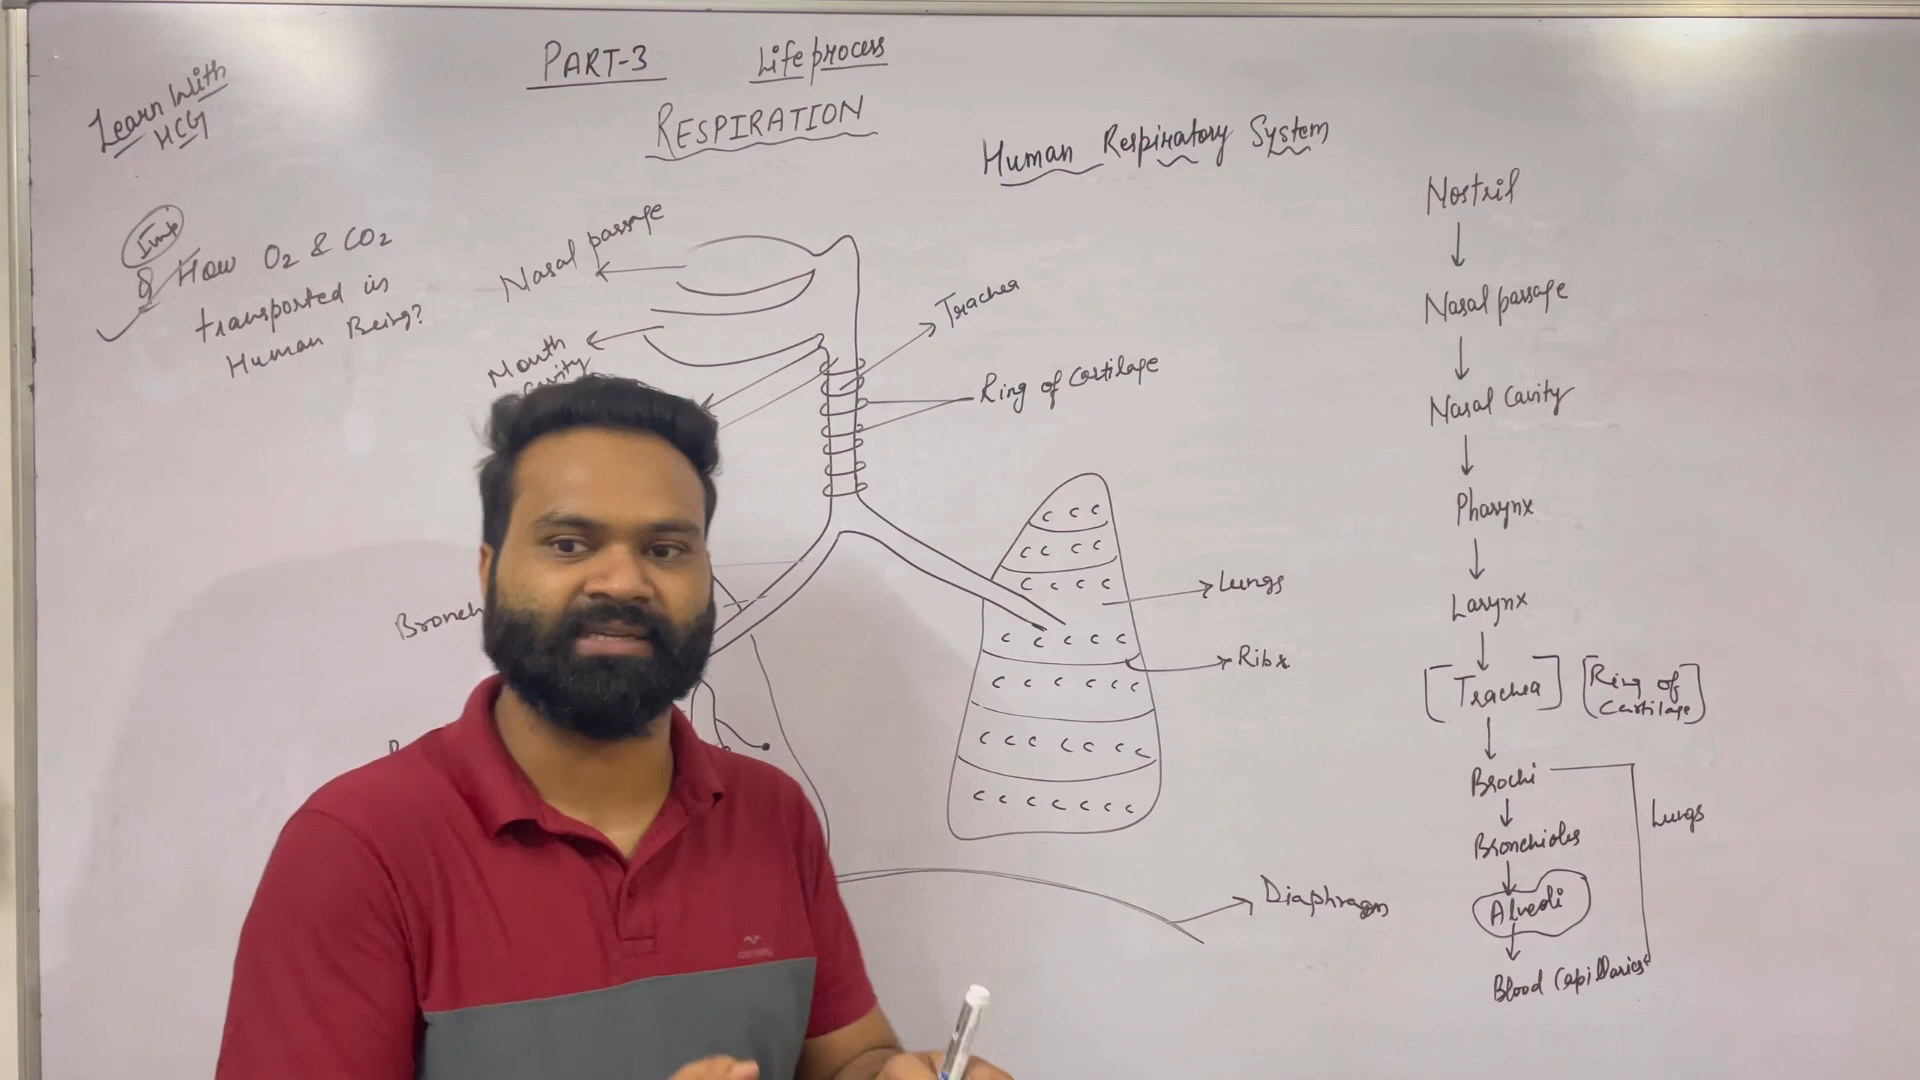 PART-3
Life process
Learn With
HCG
RESPIRATION
Human Respiratory System
Imp
Q How O2 & CO2
transported in
Human Being?
Nasal passage
Mouth
cavity
Trachea
Ring of Cartilage
Bronch
Lungs
Ribs
Diaphragm
Nostril
Nasal passage
Nasal Cavity
Pharynx
Larynx
[Trachea] [Ring of
Cartilage]
Brochi
Bronchioles
Lungs
Alveoli
Blood Capillaries